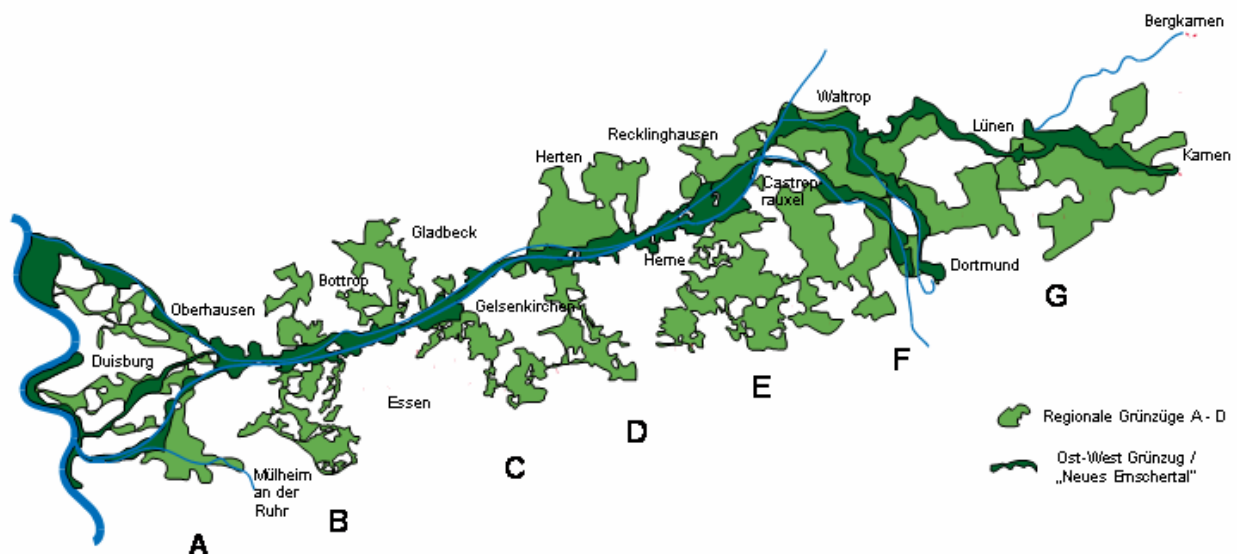 Bergkamen
Waltrop
Lünen
Recklinghausen
Herten
Kamen
Castrop
rauxel
Gladbeck
Herne
Bottrop
Dortmund
Oberhausen
Gelsenkirchen
G
Duisburg
F
E
Essen
D
Regionale Grünzüge A - D
C
Ost-West Grünzug /
„Neues Emschertal"
Mülheim
an der
Ruhr
B
A